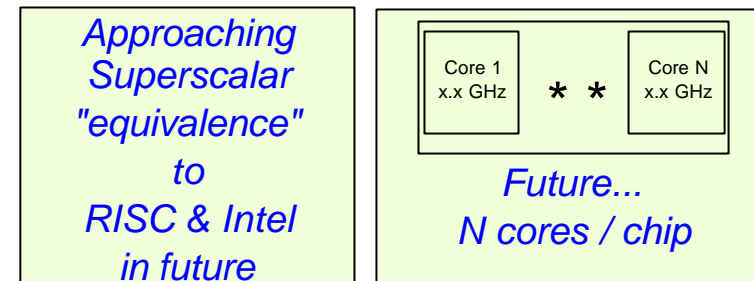 Approaching
Superscalar
"equivalence"
to
RISC & Intel
in future
Core 1
x.x GHz
* *
Core N
x.x GHz
Future...
N cores / chip